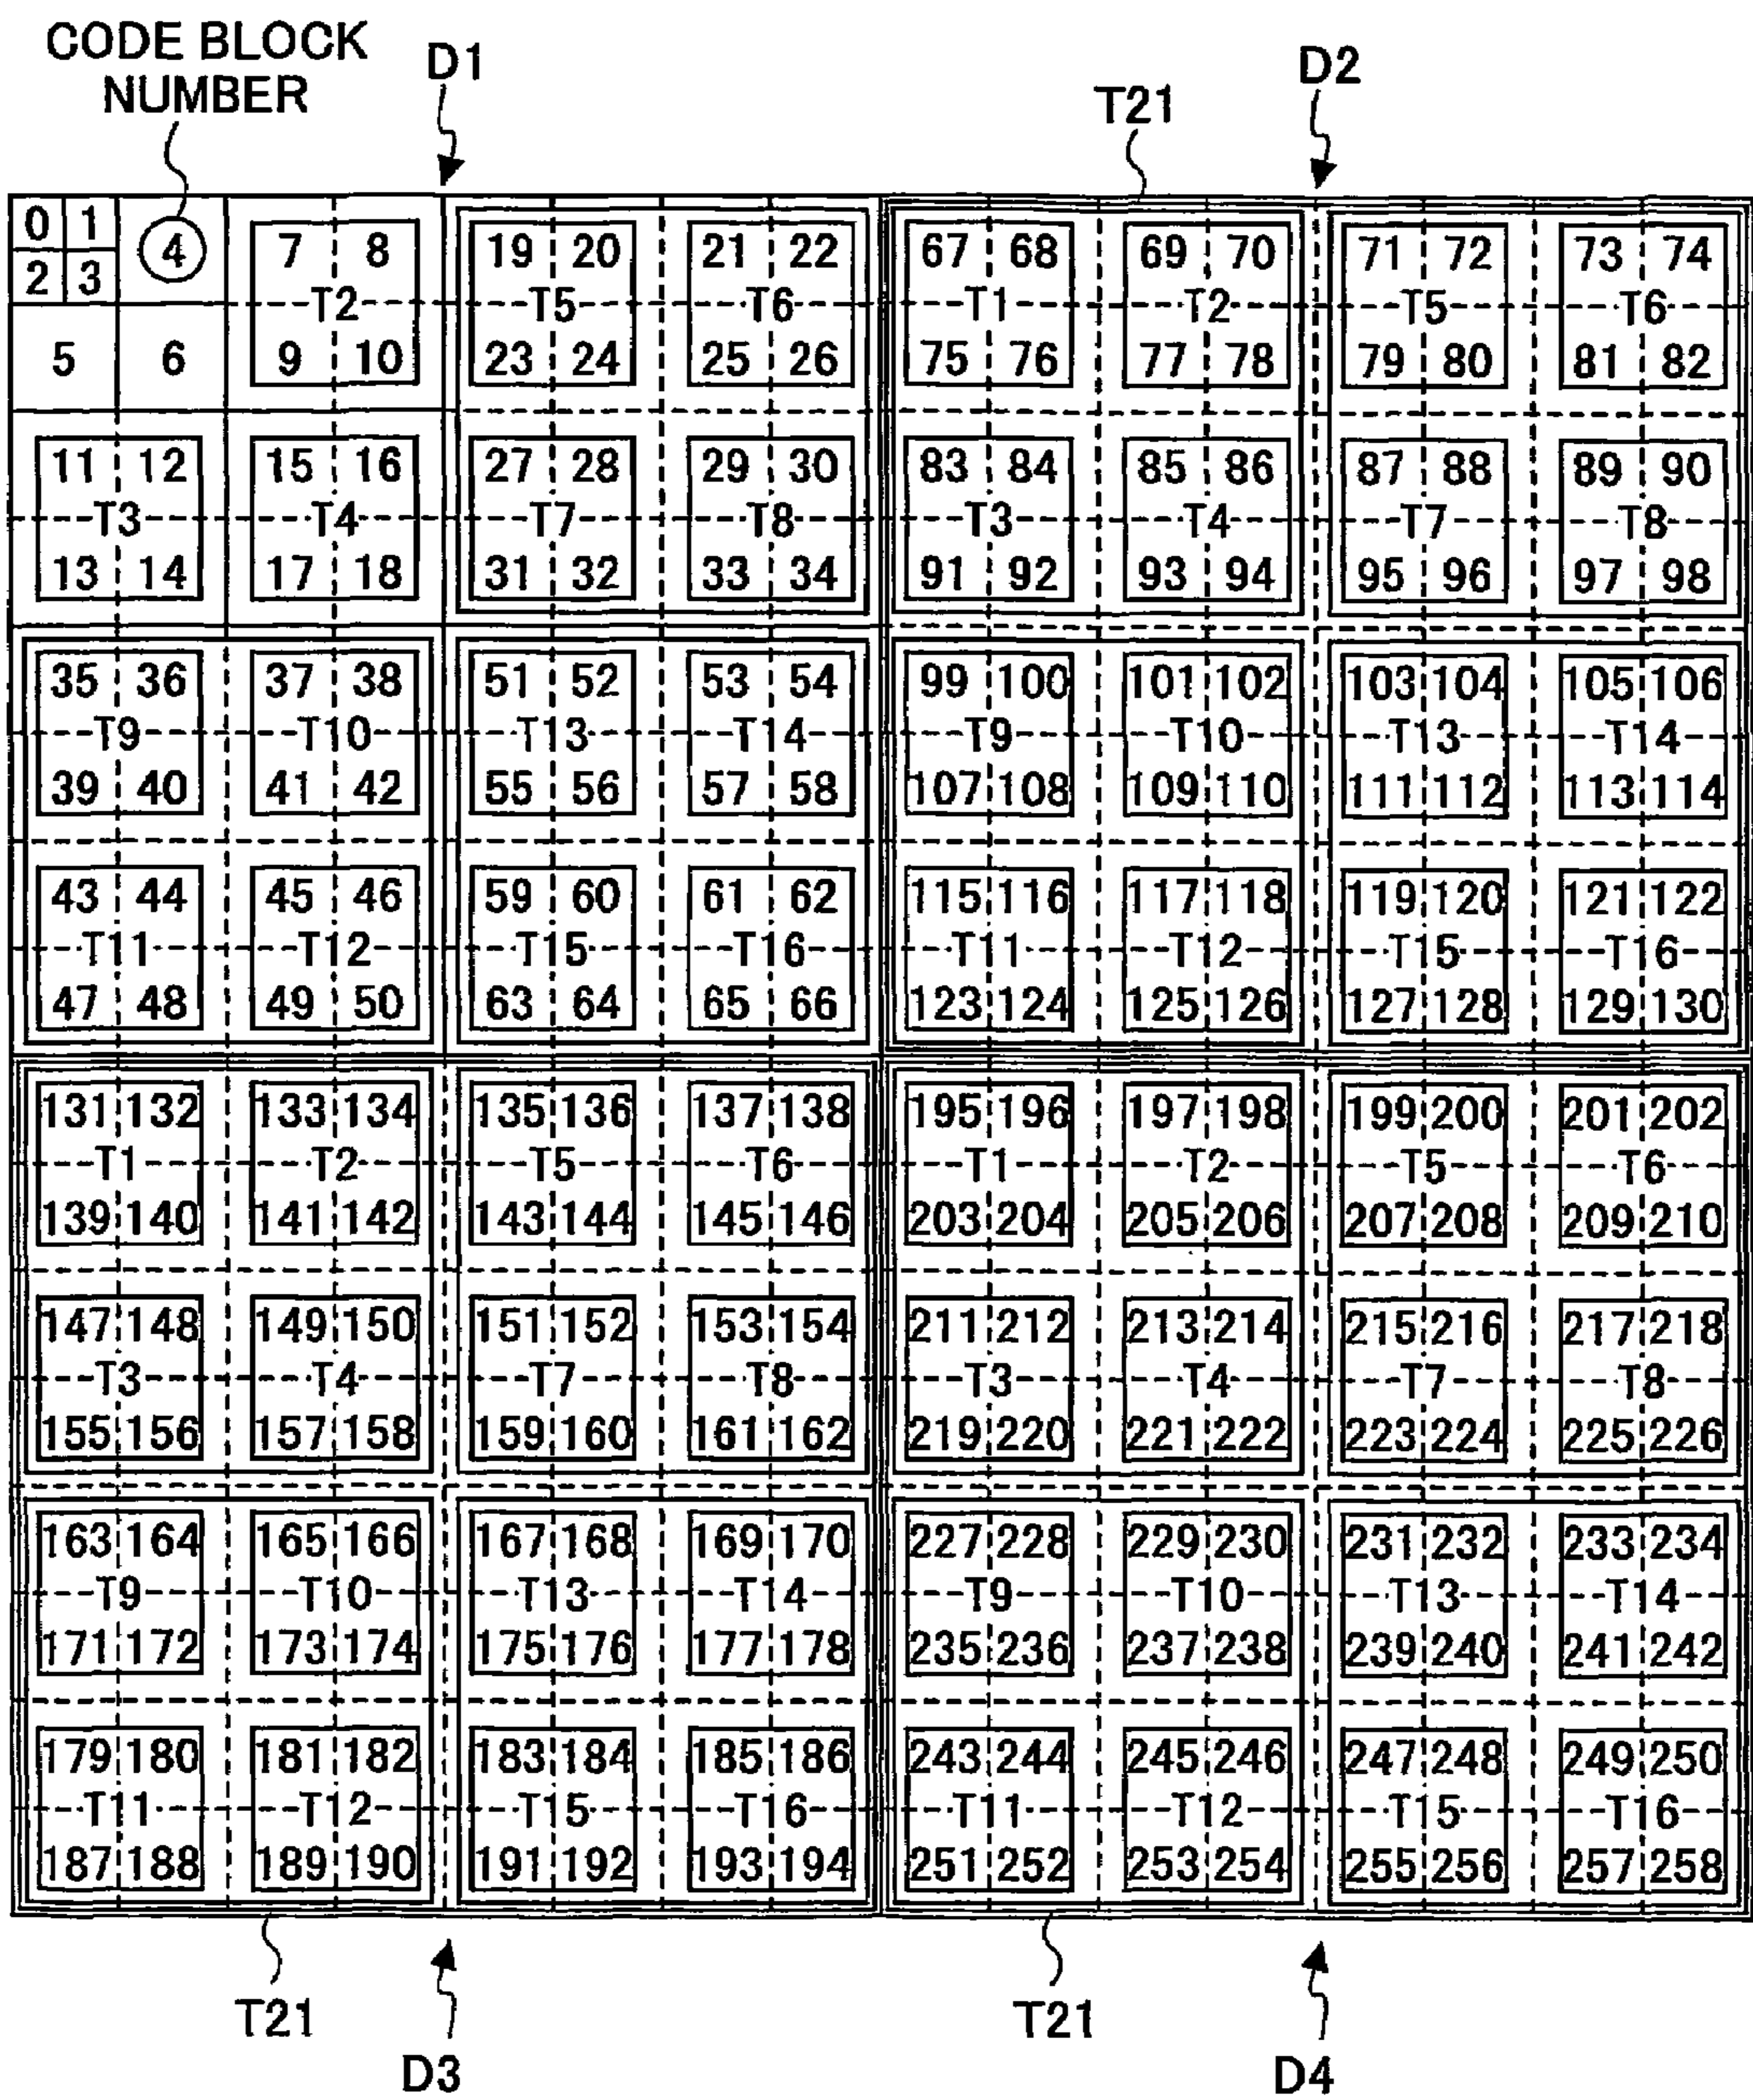 CODE BLOCK
NUMBER
D1
D2
T21
0 1 4 7 8 19 20 21 22 67 68 69 70 71 72 73 74
2 3 T2 T5 T6 T1 T2 T5 T6
5 6 9 10 23 24 25 26 75 76 77 78 79 80 81 82
11 12 15 16 27 28 29 30 83 84 85 86 87 88 89 90
T3 T4 T7 T8 T3 T4 T7 T8
13 14 17 18 31 32 33 34 91 92 93 94 95 96 97 98
35 36 37 38 51 52 53 54 99 100 101 102 103 104 105 106
T9 T10 T13 T14 T9 T10 T13 T14
39 40 41 42 55 56 57 58 107 108 109 110 111 112 113 114
43 44 45 46 59 60 61 62 115 116 117 118 119 120 121 122
T11 T12 T15 T16 T11 T12 T15 T16
47 48 49 50 63 64 65 66 123 124 125 126 127 128 129 130
131 132 133 134 135 136 137 138 195 196 197 198 199 200 201 202
T1 T2 T5 T6 T1 T2 T5 T6
139 140 141 142 143 144 145 146 203 204 205 206 207 208 209 210
147 148 149 150 151 152 153 154 211 212 213 214 215 216 217 218
T3 T4 T7 T8 T3 T4 T7 T8
155 156 157 158 159 160 161 162 219 220 221 222 223 224 225 226
163 164 165 166 167 168 169 170 227 228 229 230 231 232 233 234
T9 T10 T13 T14 T9 T10 T13 T14
171 172 173 174 175 176 177 178 235 236 237 238 239 240 241 242
179 180 181 182 183 184 185 186 243 244 245 246 247 248 249 250
T11 T12 T15 T16 T11 T12 T15 T16
187 188 189 190 191 192 193 194 251 252 253 254 255 256 257 258
T21 T21
D3 D4